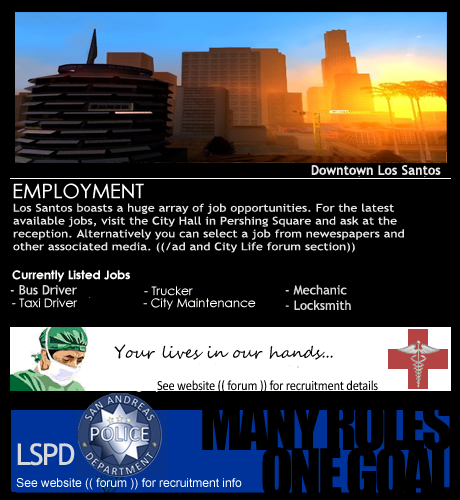 Downtown Los Santos
EMPLOYMENT
Los Santos boasts a huge array of job opportunities. For the latest
available jobs, visit the City Hall in Pershing Square and ask at the
reception. Alternatively you can select a job from newespapers and
other associated media. ((/ad and City Life forum section))
Currently Listed Jobs
- Bus Driver
- Trucker
- Mechanic
- Taxi Driver
- City Maintenance
- Locksmith
Your lives in our hands...
See website (( forum )) for recruitment details
SAN ANDREAS
POLICE
DEPARTMENT
LSPD
MANY RULES
ONE GOAL
See website (( forum )) for recruitment info